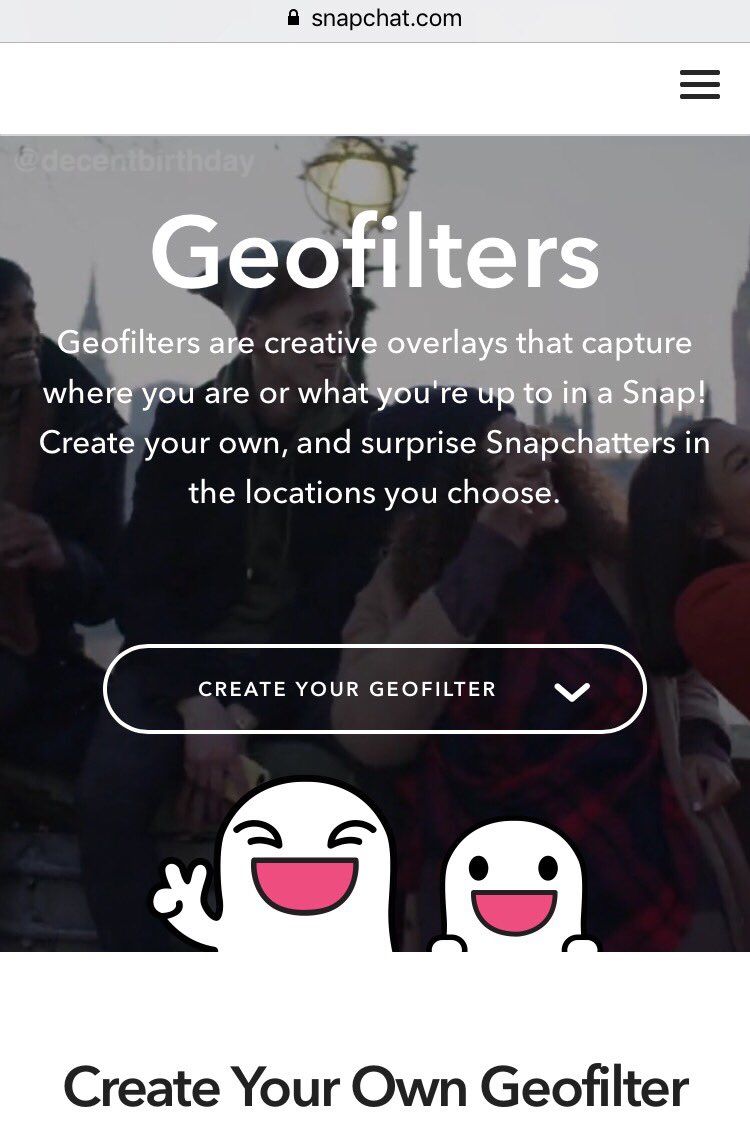 snapchat.com
@decentbirthday
Geofilters
Geofilters are creative overlays that capture
where you are or what you're up to in a Snap!
Create your own, and surprise Snapchatters in
the locations you choose.
CREATE YOUR GEOFILTER
Create Your Own Geofilter